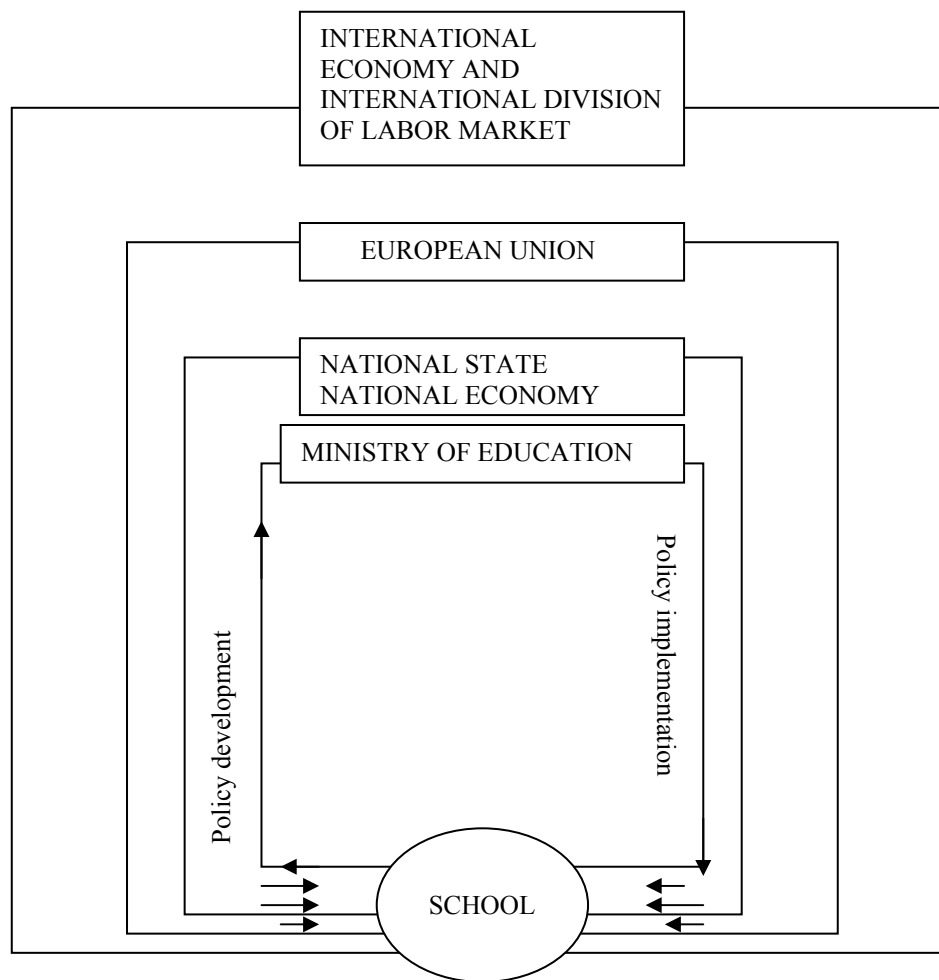 INTERNATIONAL
ECONOMY AND
INTERNATIONAL DIVISION
OF LABOR MARKET
EUROPEAN UNION
NATIONAL STATE
NATIONAL ECONOMY
MINISTRY OF EDUCATION
Policy development
Policy implementation
SCHOOL